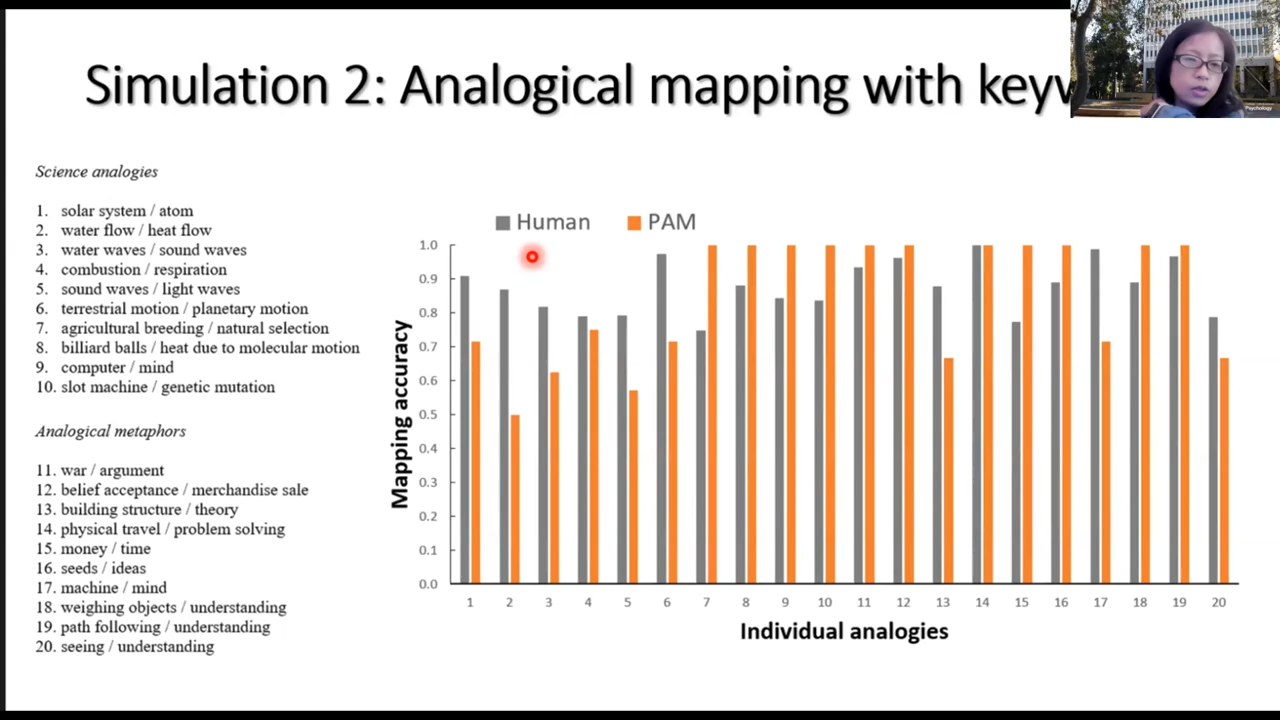 Simulation 2: Analogical mapping with
Science analogies
1. solar system / atom
2. water flow / heat flow
3. water waves / sound waves
4. combustion / respiration
5. sound waves / light waves
6. terrestrial motion / planetary motion
7. agricultural breeding / natural selection
8. billiard balls / heat due to molecular motion
9. computer / mind
10. slot machine / genetic mutation
Analogical metaphors
11. war / argument
12. belief acceptance / merchandise sale
13. building structure / theory
14. physical travel / problem solving
15. money / time
16. seeds / ideas
17. machine / mind
18. weighing objects / understanding
19. path following / understanding
20. seeing / understanding
Human PAM
1.0
0.9
0.8
0.7
0.6
0.5
0.4
0.3
0.2
0.1
0.0
Mapping accuracy
1 2 3 4 5 6 7 8 9 10 11 12 13 14 15 16 17 18 19 20
Individual analogies
Psychology